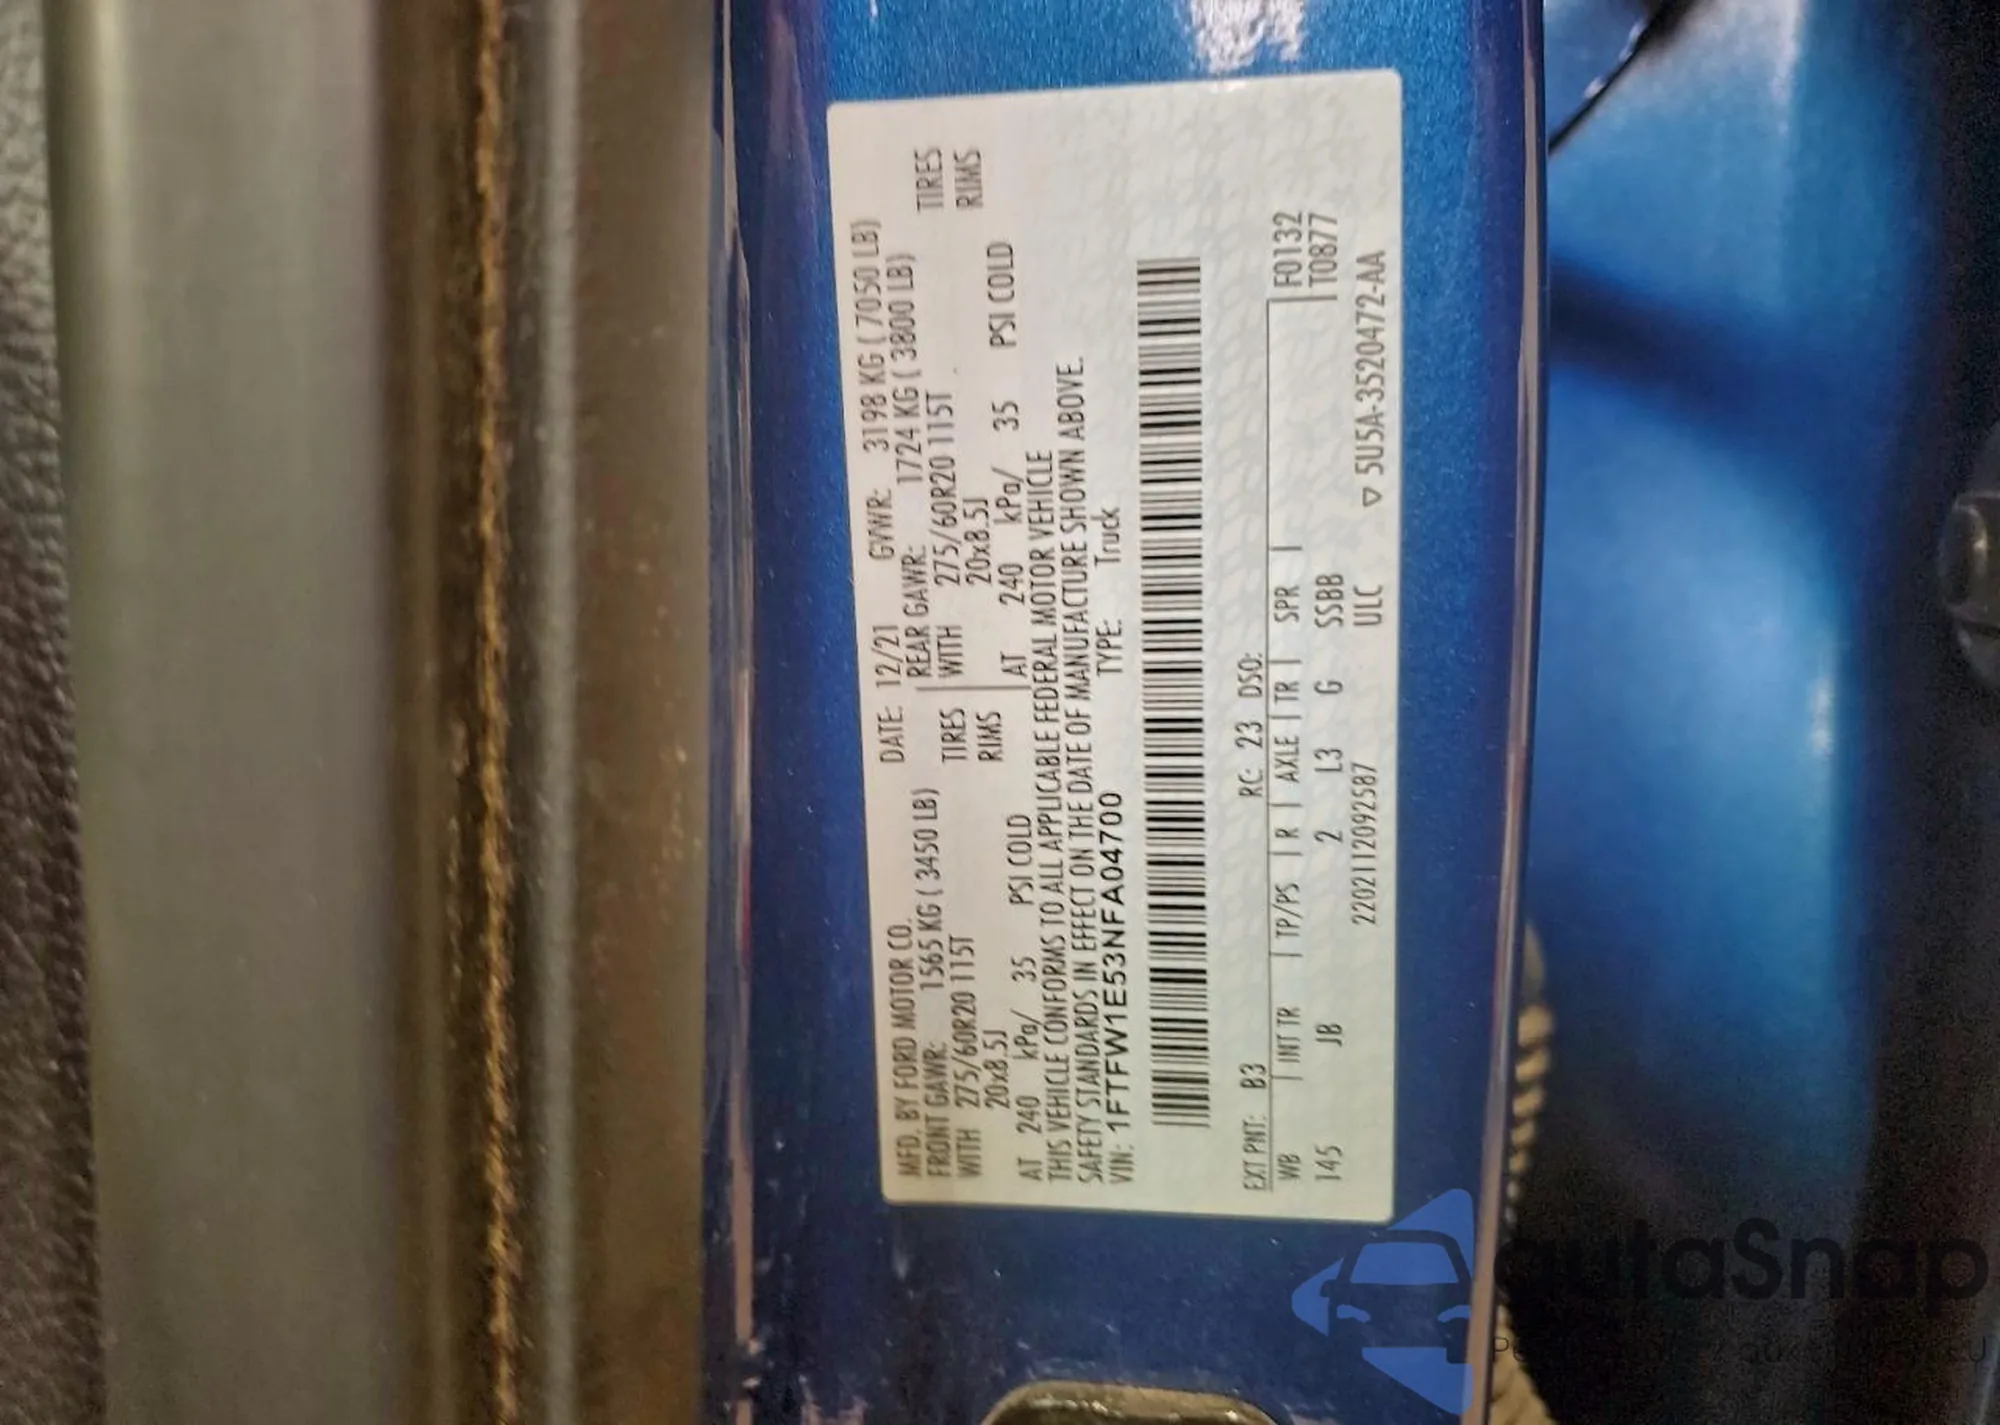 MFD. BY FORD MOTOR CO. DATE: 12/21 GVWR: 3198 KG ( 7050 LB)
FRONT GAWR: 1565 KG ( 3450 LB) REAR GAWR: 1724 KG ( 3800 LB)
WITH 275/60R20 115T TIRES WITH 275/60R20 115T TIRES
20x8.5J RIMS 20x8.5J RIMS
AT 240 kPa/ 35 PSI COLD AT 240 kPa/ 35 PSI COLD
THIS VEHICLE CONFORMS TO ALL APPLICABLE FEDERAL MOTOR VEHICLE
SAFETY STANDARDS IN EFFECT ON THE DATE OF MANUFACTURE SHOWN ABOVE.
VIN: 1FTFW1E53NFA04700 TYPE: Truck
EXT PNT: B3 RC: 23 DSO:
WB INT TR TP/PS R AXLE TR SPR F0132
145 JB 2 L3 G SSBB T0877
2202112092587 ULC ▽ 5U5A-3520472-AA
autaSnap